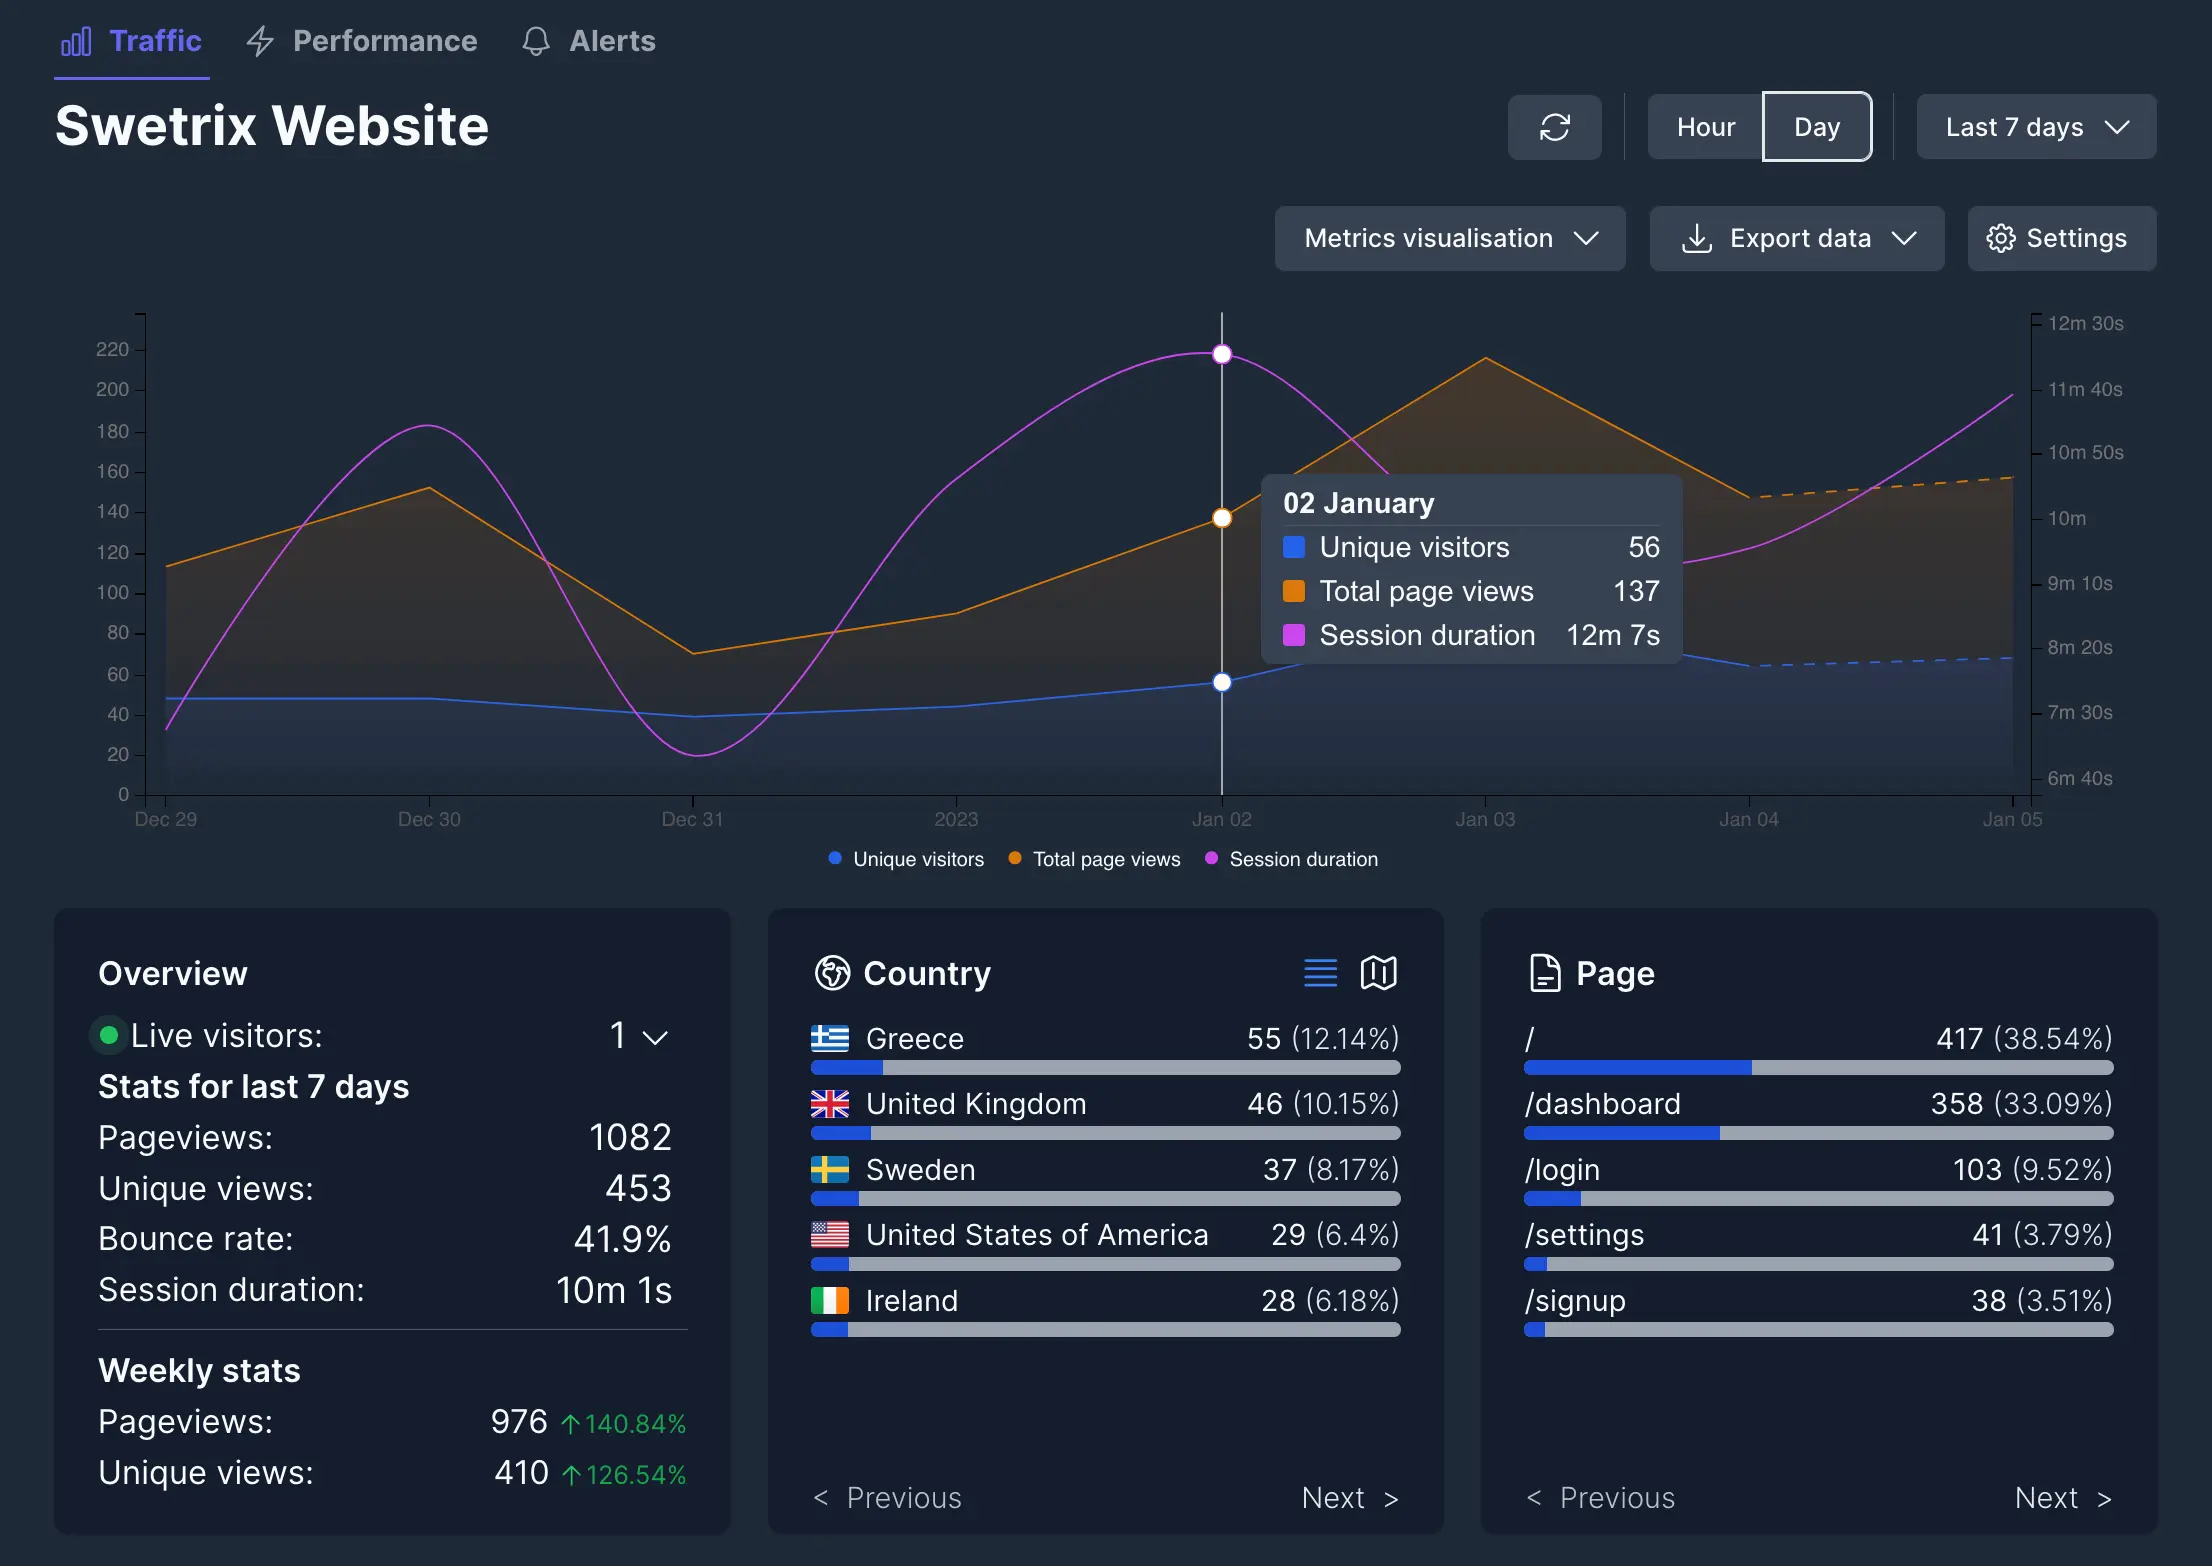 Traffic Performance Alerts
Swetrix Website
Hour Day Last 7 days
Metrics visualisation Export data Settings
220
200
180
160
140
120
100
80
60
40
20
0
12m 30s
11m 40s
10m 50s
10m
9m 10s
8m 20s
7m 30s
6m 40s
02 January
Unique visitors 56
Total page views 137
Session duration 12m 7s
Dec 29 Dec 30 Dec 31 2023 Jan 02 Jan 03 Jan 04 Jan 05
Unique visitors Total page views Session duration
Overview
Live visitors: 1
Stats for last 7 days
Pageviews: 1082
Unique views: 453
Bounce rate: 41.9%
Session duration: 10m 1s
Weekly stats
Pageviews: 976 ↑140.84%
Unique views: 410 ↑126.54%
Country
Greece 55 (12.14%)
United Kingdom 46 (10.15%)
Sweden 37 (8.17%)
United States of America 29 (6.4%)
Ireland 28 (6.18%)
< Previous Next >
Page
/ 417 (38.54%)
/dashboard 358 (33.09%)
/login 103 (9.52%)
/settings 41 (3.79%)
/signup 38 (3.51%)
< Previous Next >